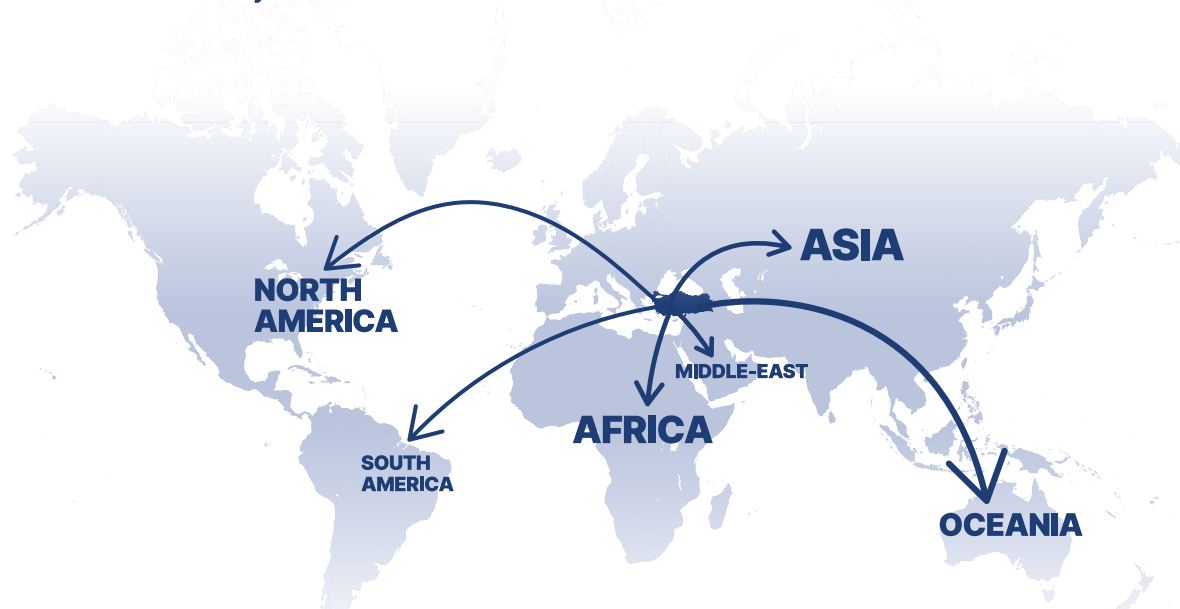 ASIA
NORTH
AMERICA
MIDDLE-EAST
AFRICA
SOUTH
AMERICA
OCEANIA